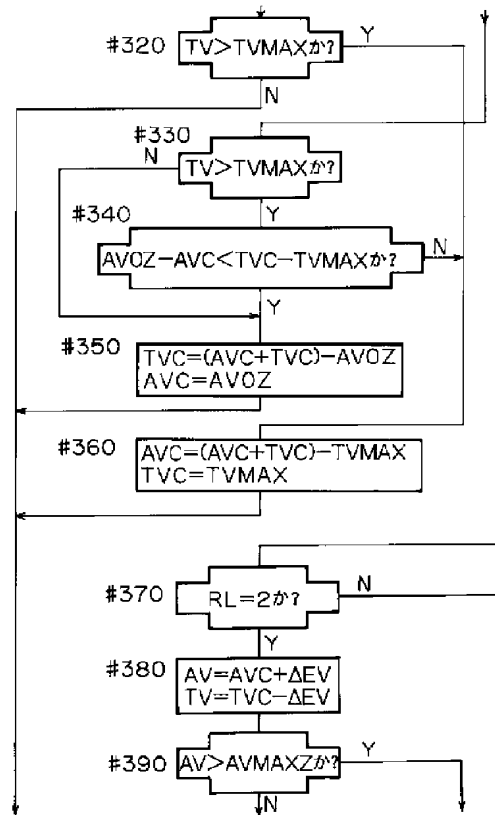 #320
TV>TVMAXか?
Y
N
#330
N
TV>TVMAXか?
Y
#340
AVOZ-AVC<TVC-TVMAXか?
N
Y
#350
TVC=(AVC+TVC)-AVOZ
AVC=AVOZ
#360
AVC=(AVC+TVC)-TVMAX
TVC=TVMAX
#370
RL=2か?
N
Y
#380
AV=AVC+ΔEV
TV=TVC-ΔEV
#390
AV>AVMAXZか?
Y
N